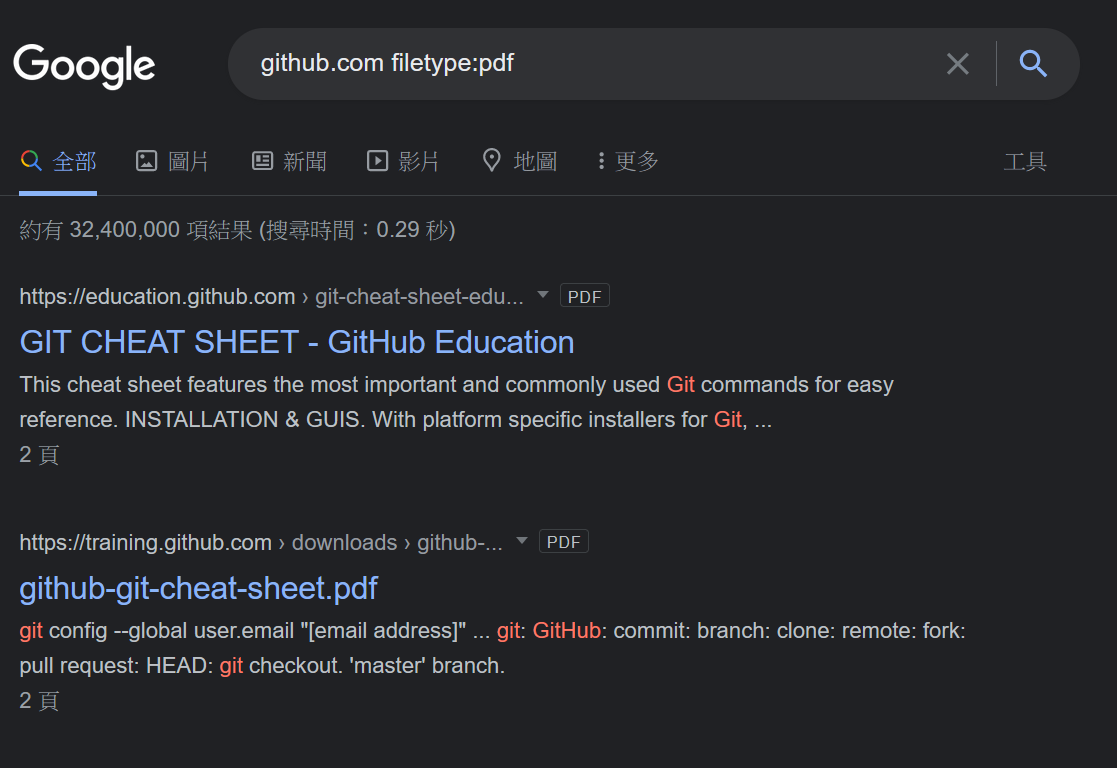 Google
github.com filetype:pdf
全部 圖片 新聞 影片 地圖 更多 工具
約有 32,400,000 項結果 (搜尋時間：0.29 秒)
https://education.github.com › git-cheat-sheet-edu... PDF
GIT CHEAT SHEET - GitHub Education
This cheat sheet features the most important and commonly used Git commands for easy
reference. INSTALLATION & GUIS. With platform specific installers for Git, ...
2 頁
https://training.github.com › downloads › github-... PDF
github-git-cheat-sheet.pdf
git config --global user.email "[email address]" ... git: GitHub: commit: branch: clone: remote: fork:
pull request: HEAD: git checkout. 'master' branch.
2 頁